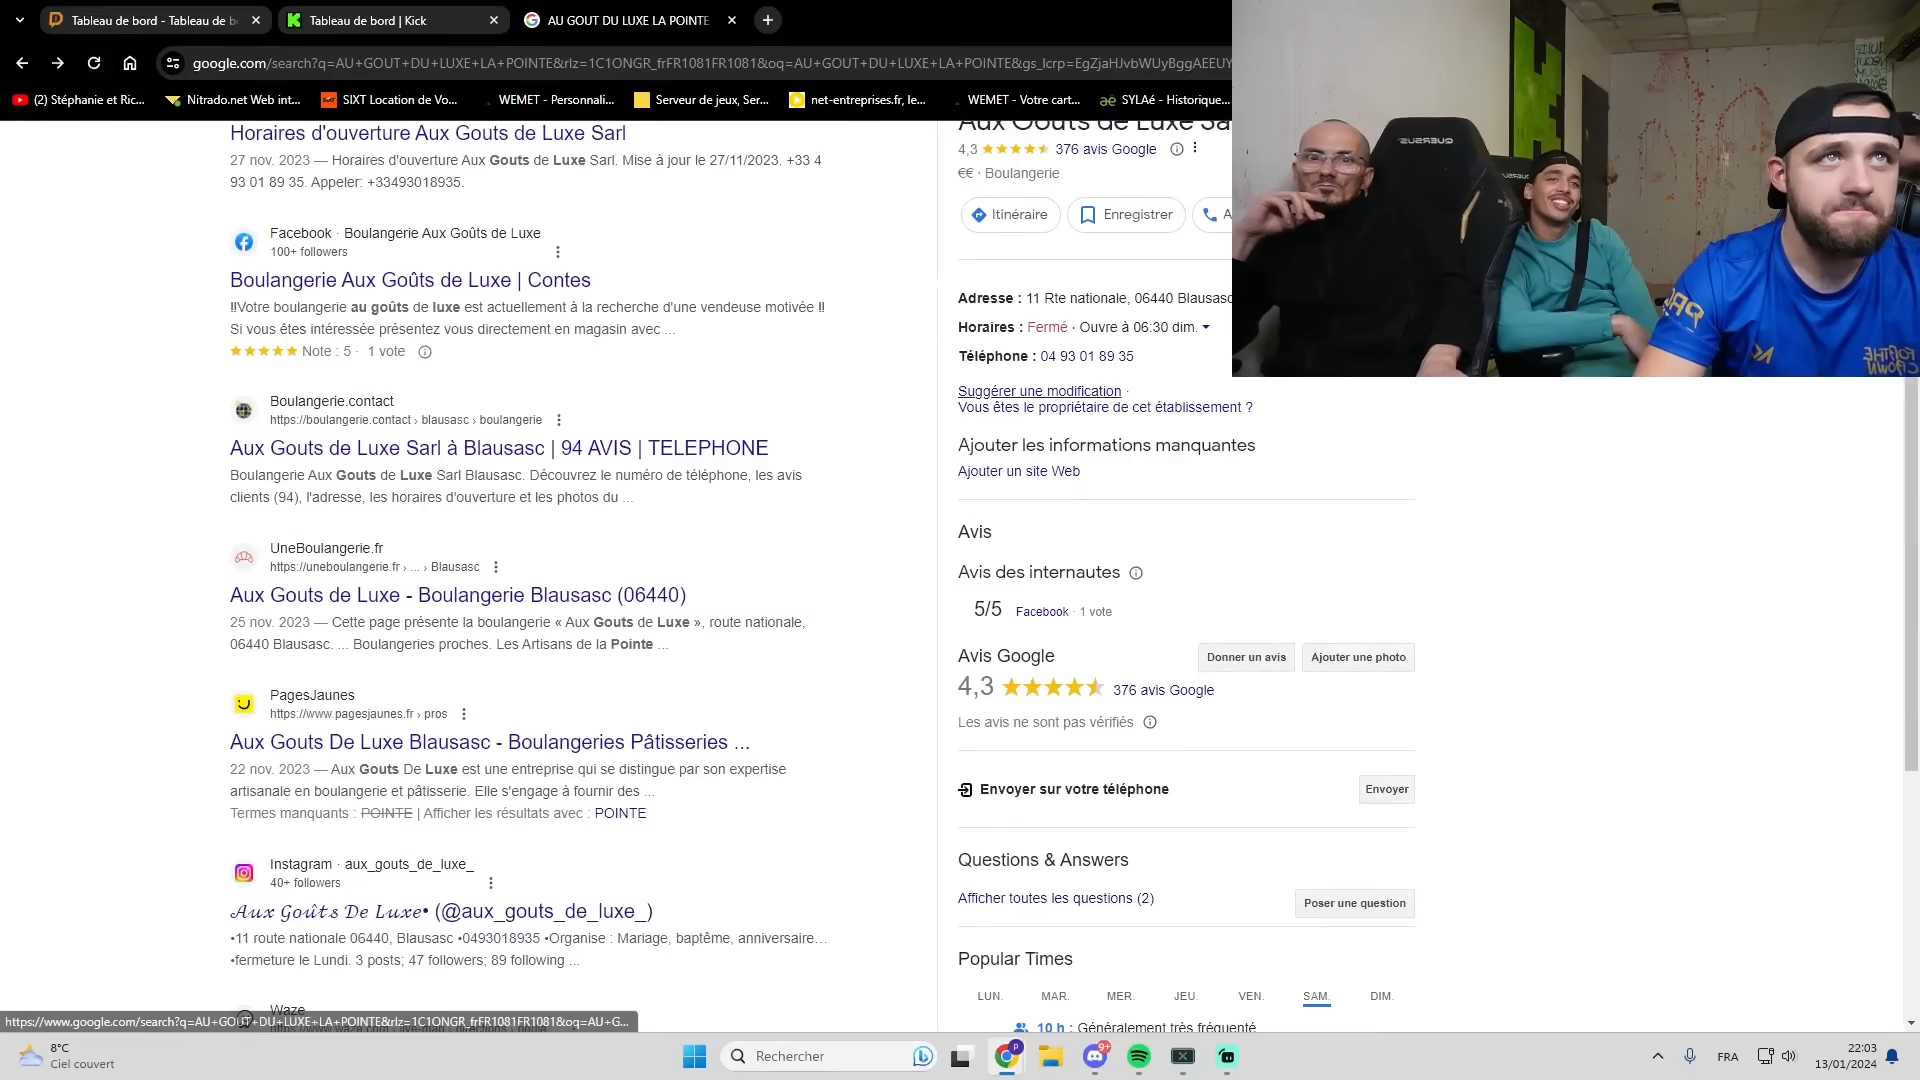 Tableau de bord - Tableau de b
Tableau de bord | Kick
AU GOUT DU LUXE LA POINTE
google.com/search?q=AU+GOUT+DU+LUXE+LA+POINTE&rlz=1C1ONGR_frFR1081FR1081&oq=AU+GOUT+DU+LUXE+LA+POINTE&gs_lcrp=EgZjaHJvbWUyBggAEEUY
(2) Stéphanie et Ric...
Nitrado.net Web int...
SIXT Location de Vo...
WEMET - Personnali...
Serveur de jeux, Ser...
net-entreprises.fr, le...
WEMET - Votre cart...
SYLAé - Historique...
Horaires d'ouverture Aux Gouts de Luxe Sarl
27 nov. 2023 — Horaires d'ouverture Aux Gouts de Luxe Sarl. Mise à jour le 27/11/2023. +33 4
93 01 89 35. Appeler: +33493018935.
Facebook · Boulangerie Aux Goûts de Luxe
100+ followers
Boulangerie Aux Goûts de Luxe | Contes
‼Votre boulangerie au goûts de luxe est actuellement à la recherche d'une vendeuse motivée ‼
Si vous êtes intéressée présentez vous directement en magasin avec ...
Note : 5 · 1 vote
Boulangerie.contact
https://boulangerie.contact › blausasc › boulangerie
Aux Gouts de Luxe Sarl à Blausasc | 94 AVIS | TELEPHONE
Boulangerie Aux Gouts de Luxe Sarl Blausasc. Découvrez le numéro de téléphone, les avis
clients (94), l'adresse, les horaires d'ouverture et les photos du ...
UneBoulangerie.fr
https://uneboulangerie.fr › ... › Blausasc
Aux Gouts de Luxe - Boulangerie Blausasc (06440)
25 nov. 2023 — Cette page présente la boulangerie « Aux Gouts de Luxe », route nationale,
06440 Blausasc. ... Boulangeries proches. Les Artisans de la Pointe ...
PagesJaunes
https://www.pagesjaunes.fr › pros
Aux Gouts De Luxe Blausasc - Boulangeries Pâtisseries ...
22 nov. 2023 — Aux Gouts De Luxe est une entreprise qui se distingue par son expertise
artisanale en boulangerie et pâtisserie. Elle s'engage à fournir des ...
Termes manquants : POINTE | Afficher les résultats avec : POINTE
Instagram · aux_gouts_de_luxe_
40+ followers
𝓐𝓾𝔁 𝓖𝓸𝓾̂𝓽𝓼 𝓓𝓮 𝓛𝓾𝔁𝓮• (@aux_gouts_de_luxe_)
•11 route nationale 06440, Blausasc •0493018935 •Organise : Mariage, baptême, anniversaire…
•fermeture le Lundi. 3 posts; 47 followers; 89 following ...
Waze
https://www.google.com/search?q=AU+GOUT+DU+LUXE+LA+POINTE&rlz=1C1ONGR_frFR1081FR1081&oq=AU+G...
Aux Gouts de Luxe Sa
4,3
376 avis Google
€€ · Boulangerie
Itinéraire
Enregistrer
A
Adresse : 11 Rte nationale, 06440 Blausasc
Horaires : Fermé · Ouvre à 06:30 dim.
Téléphone : 04 93 01 89 35
Suggérer une modification ·
Vous êtes le propriétaire de cet établissement ?
Ajouter les informations manquantes
Ajouter un site Web
Avis
Avis des internautes
5/5 Facebook · 1 vote
Avis Google
Donner un avis
Ajouter une photo
4,3
376 avis Google
Les avis ne sont pas vérifiés
Envoyer sur votre téléphone
Envoyer
Questions & Answers
Afficher toutes les questions (2)
Poser une question
Popular Times
LUN. MAR. MER. JEU. VEN. SAM. DIM.
10 h : Généralement très fréquenté
8°C
Ciel couvert
Rechercher
P
9+
FRA
22:03
13/01/2024